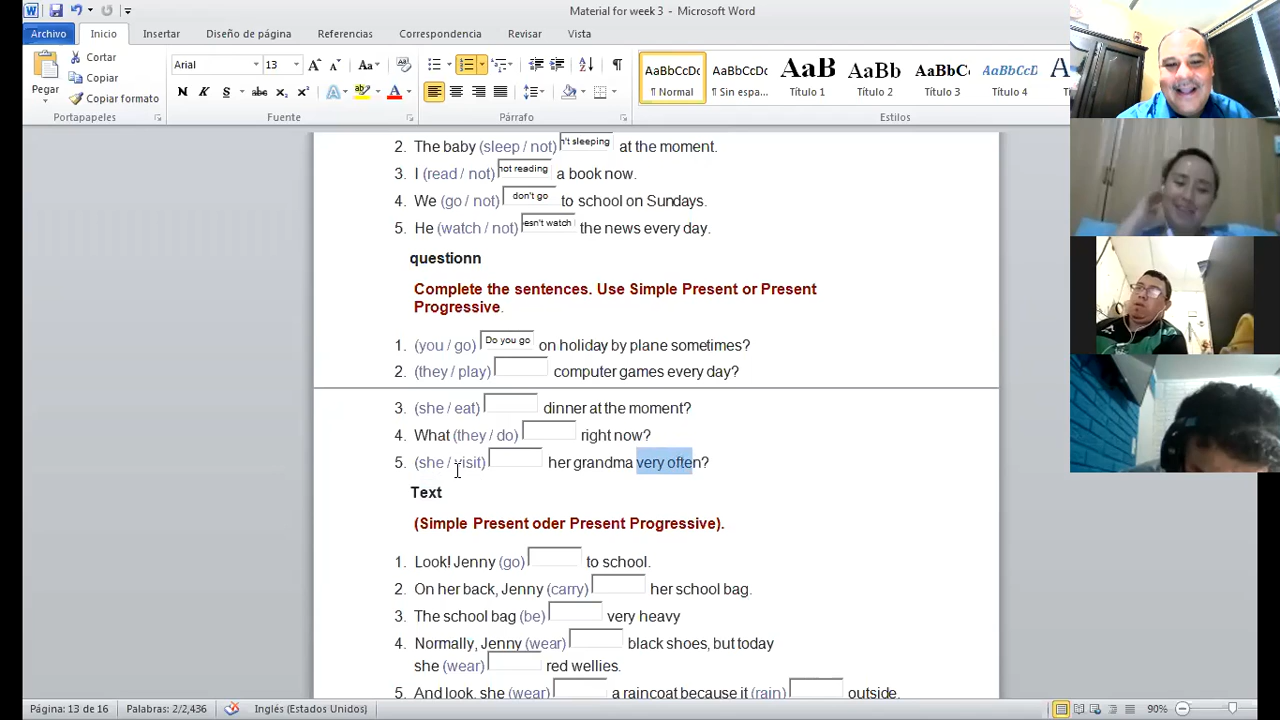 Material for week 3 - Microsoft Word
Archivo Inicio Insertar Diseño de página Referencias Correspondencia Revisar Vista
Pegar
Cortar
Copiar
Copiar formato
Portapapeles
Arial 13
Fuente
Párrafo
AaBbCcDc AaBbCcDc AaB AaBbCc AaBbCc AaBbCcD
¶ Normal ¶ Sin espa... Título 1 Título 2 Título 3 Título 4
Estilos
2. The baby (sleep / not) n't sleeping at the moment.
3. I (read / not) not reading a book now.
4. We (go / not) don't go to school on Sundays.
5. He (watch / not) esn't watch the news every day.
questionn
Complete the sentences. Use Simple Present or Present
Progressive.
1. (you / go) Do you go on holiday by plane sometimes?
2. (they / play) computer games every day?
3. (she / eat) dinner at the moment?
4. What (they / do) right now?
5. (she / visit) her grandma very often?
Text
(Simple Present oder Present Progressive).
1. Look! Jenny (go) to school.
2. On her back, Jenny (carry) her school bag.
3. The school bag (be) very heavy
4. Normally, Jenny (wear) black shoes, but today
she (wear) red wellies.
5. And look, she (wear) a raincoat because it (rain) outside.
Página: 13 de 16 Palabras: 2/2,436 Inglés (Estados Unidos) 90%